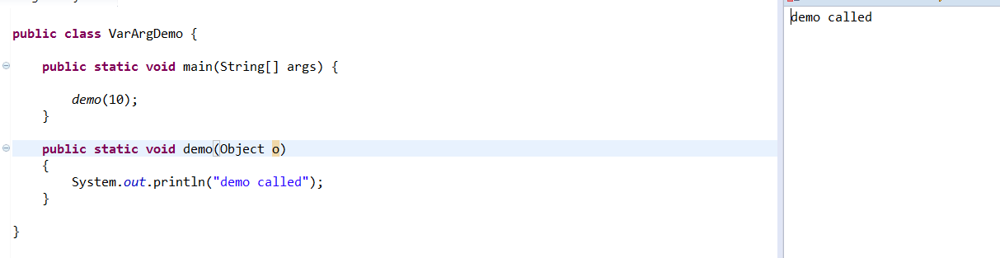 public class VarArgDemo {
public static void main(String[] args) {
demo(10);
}
public static void demo(Object o)
{
System.out.println("demo called");
}
}
demo called